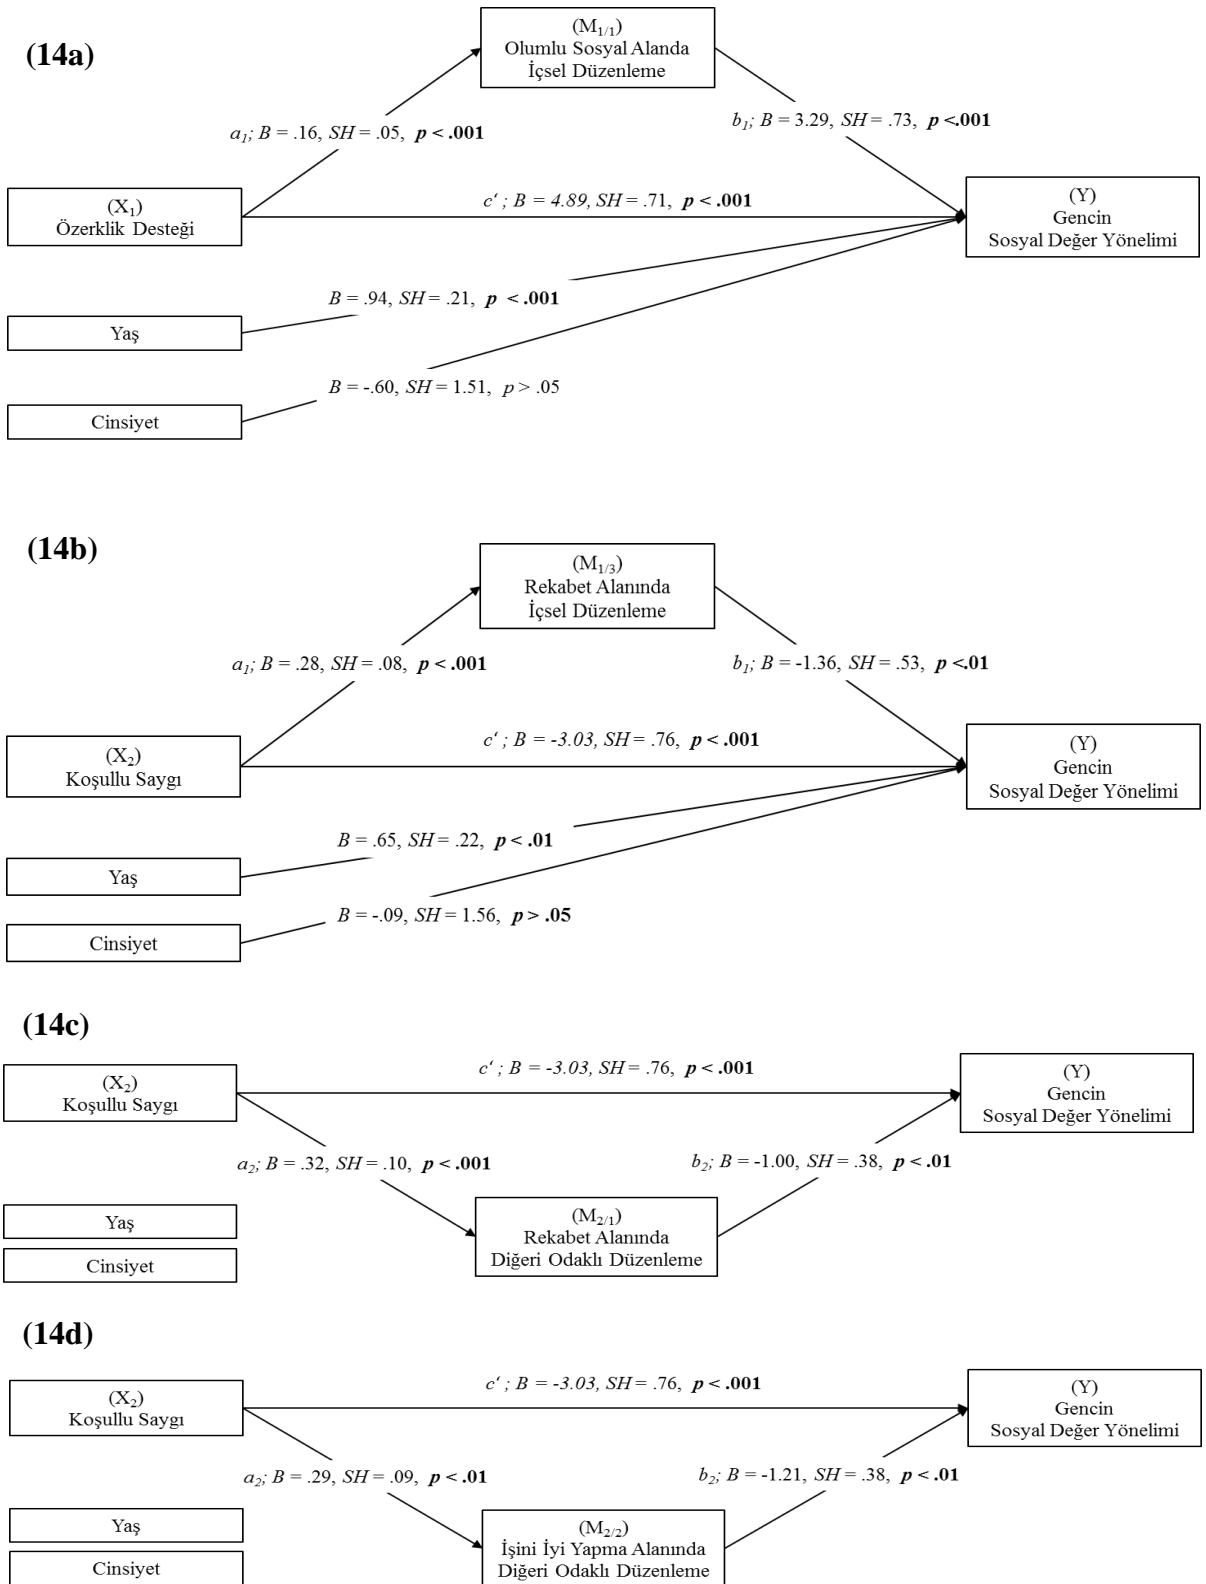 (14a)
(M1/1)
Olumlu Sosyal Alanda
İçsel Düzenleme
a1; B = .16, SH = .05, p < .001
b1; B = 3.29, SH = .73, p <.001
(X1)
Özerklik Desteği
c‘ ; B = 4.89, SH = .71, p < .001
(Y)
Gencin
Sosyal Değer Yönelimi
B = .94, SH = .21, p < .001
Yaş
B = -.60, SH = 1.51, p > .05
Cinsiyet
(14b)
(M1/3)
Rekabet Alanında
İçsel Düzenleme
a1; B = .28, SH = .08, p < .001
b1; B = -1.36, SH = .53, p <.01
(X2)
Koşullu Saygı
c‘ ; B = -3.03, SH = .76, p < .001
(Y)
Gencin
Sosyal Değer Yönelimi
B = .65, SH = .22, p < .01
Yaş
B = -.09, SH = 1.56, p > .05
Cinsiyet
(14c)
(X2)
Koşullu Saygı
c‘ ; B = -3.03, SH = .76, p < .001
(Y)
Gencin
Sosyal Değer Yönelimi
a2; B = .32, SH = .10, p < .001
b2; B = -1.00, SH = .38, p < .01
Yaş
Cinsiyet
(M2/1)
Rekabet Alanında
Diğeri Odaklı Düzenleme
(14d)
(X2)
Koşullu Saygı
c‘ ; B = -3.03, SH = .76, p < .001
(Y)
Gencin
Sosyal Değer Yönelimi
a2; B = .29, SH = .09, p < .01
b2; B = -1.21, SH = .38, p < .01
Yaş
Cinsiyet
(M2/2)
İşini İyi Yapma Alanında
Diğeri Odaklı Düzenleme